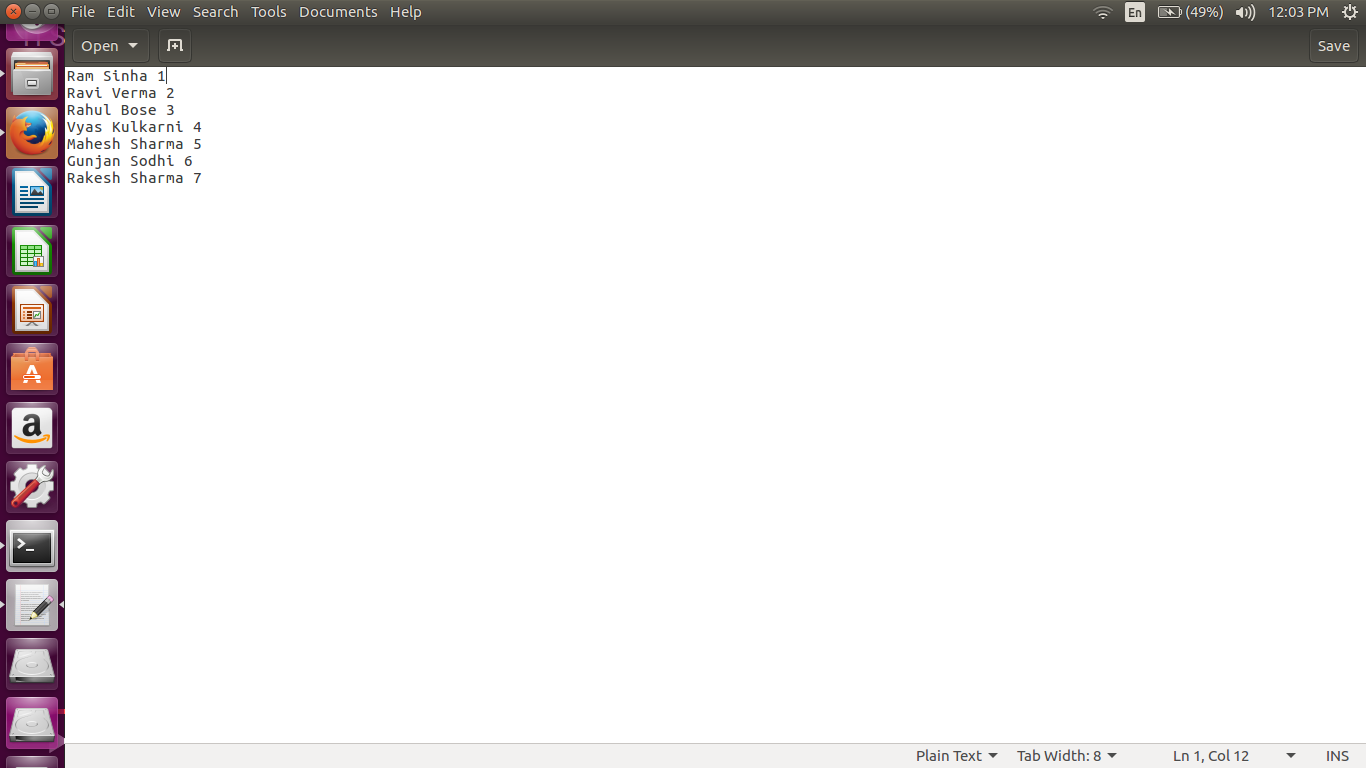 File Edit View Search Tools Documents Help En (49%) 12:03 PM
Open Save
Ram Sinha 1
Ravi Verma 2
Rahul Bose 3
Vyas Kulkarni 4
Mahesh Sharma 5
Gunjan Sodhi 6
Rakesh Sharma 7
Plain Text Tab Width: 8 Ln 1, Col 12 INS